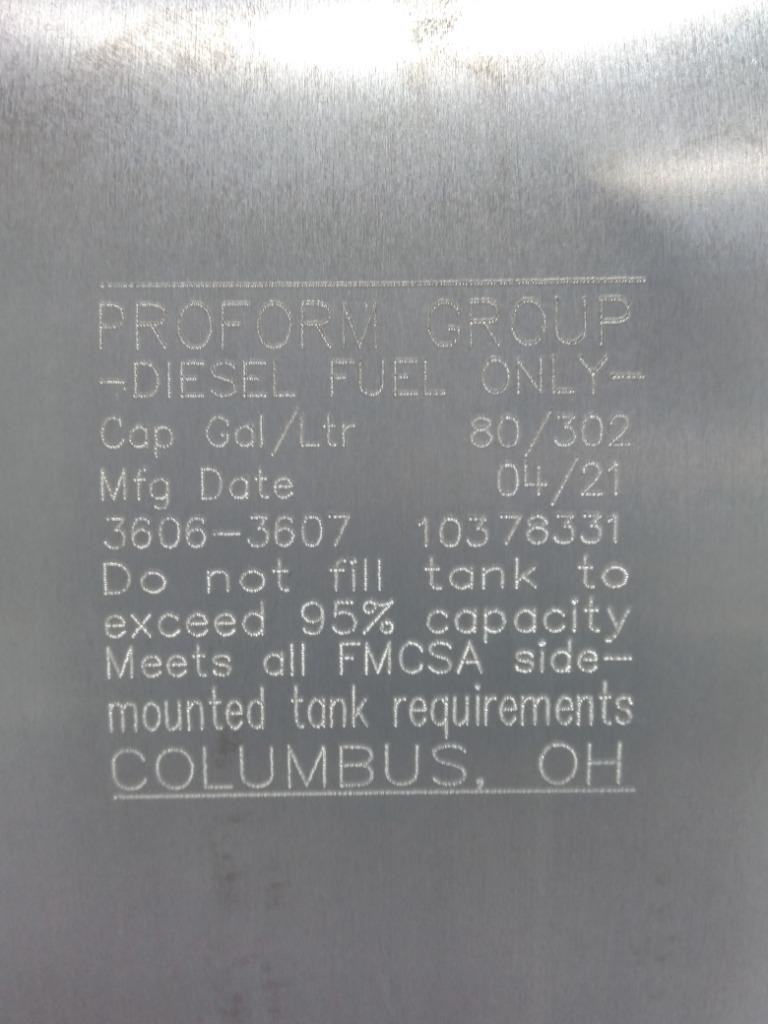 PROFORM GROUP
-DIESEL FUEL ONLY-
Cap Gal/Ltr 80/302
Mfg Date 04/21
3606-3607 10378331
Do not fill tank to
exceed 95% capacity
Meets all FMCSA side-
mounted tank requirements
COLUMBUS, OH